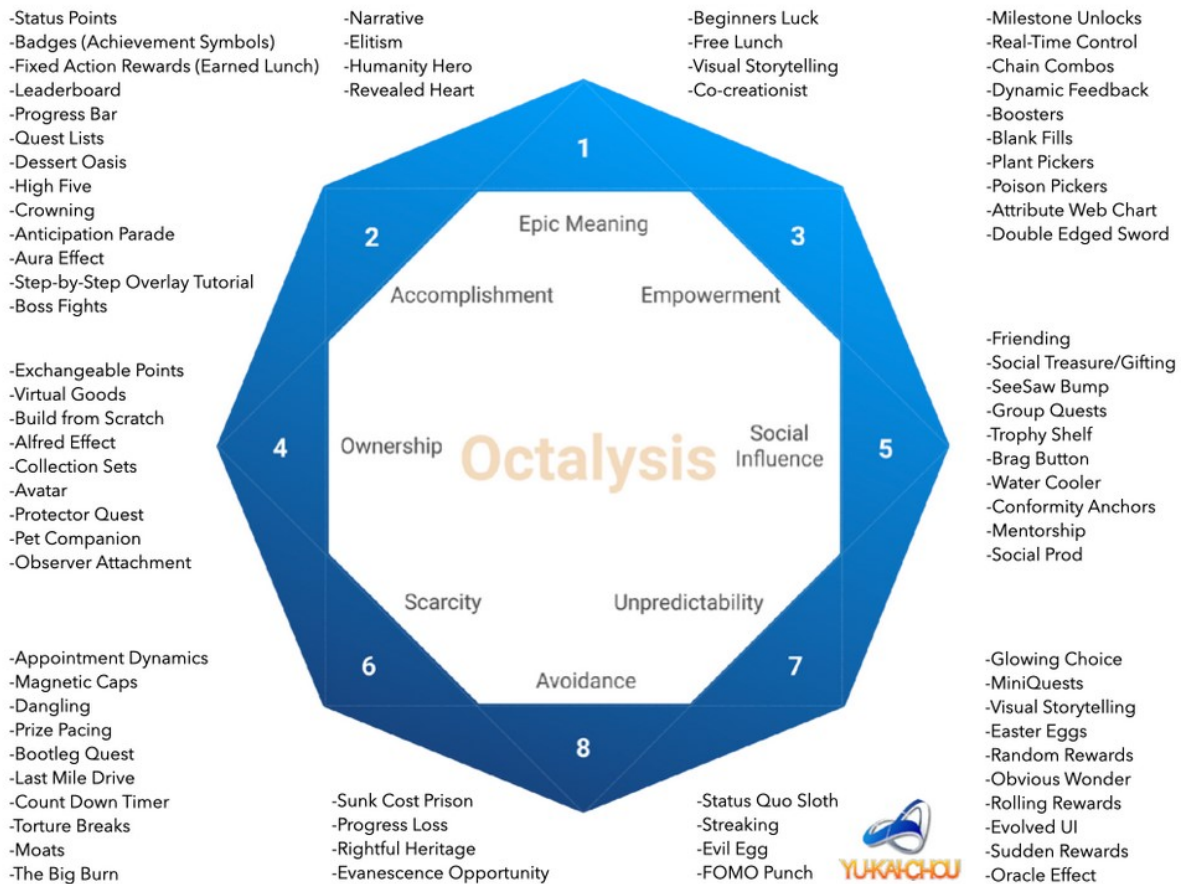 -Status Points
-Badges (Achievement Symbols)
-Fixed Action Rewards (Earned Lunch)
-Leaderboard
-Progress Bar
-Quest Lists
-Dessert Oasis
-High Five
-Crowning
-Anticipation Parade
-Aura Effect
-Step-by-Step Overlay Tutorial
-Boss Fights
-Narrative
-Elitism
-Humanity Hero
-Revealed Heart
-Beginners Luck
-Free Lunch
-Visual Storytelling
-Co-creationist
-Milestone Unlocks
-Real-Time Control
-Chain Combos
-Dynamic Feedback
-Boosters
-Blank Fills
-Plant Pickers
-Poison Pickers
-Attribute Web Chart
-Double Edged Sword
1
Epic Meaning
2
Accomplishment
3
Empowerment
-Exchangeable Points
-Virtual Goods
-Build from Scratch
-Alfred Effect
-Collection Sets
-Avatar
-Protector Quest
-Pet Companion
-Observer Attachment
4
Ownership
Octalysis
Social
Influence
5
-Friending
-Social Treasure/Gifting
-SeeSaw Bump
-Group Quests
-Trophy Shelf
-Brag Button
-Water Cooler
-Conformity Anchors
-Mentorship
-Social Prod
Scarcity
6
Unpredictability
7
Avoidance
8
-Appointment Dynamics
-Magnetic Caps
-Dangling
-Prize Pacing
-Bootleg Quest
-Last Mile Drive
-Count Down Timer
-Torture Breaks
-Moats
-The Big Burn
-Sunk Cost Prison
-Progress Loss
-Rightful Heritage
-Evanescence Opportunity
-Status Quo Sloth
-Streaking
-Evil Egg
-FOMO Punch
YU-KAI-CHOU
-Glowing Choice
-MiniQuests
-Visual Storytelling
-Easter Eggs
-Random Rewards
-Obvious Wonder
-Rolling Rewards
-Evolved UI
-Sudden Rewards
-Oracle Effect